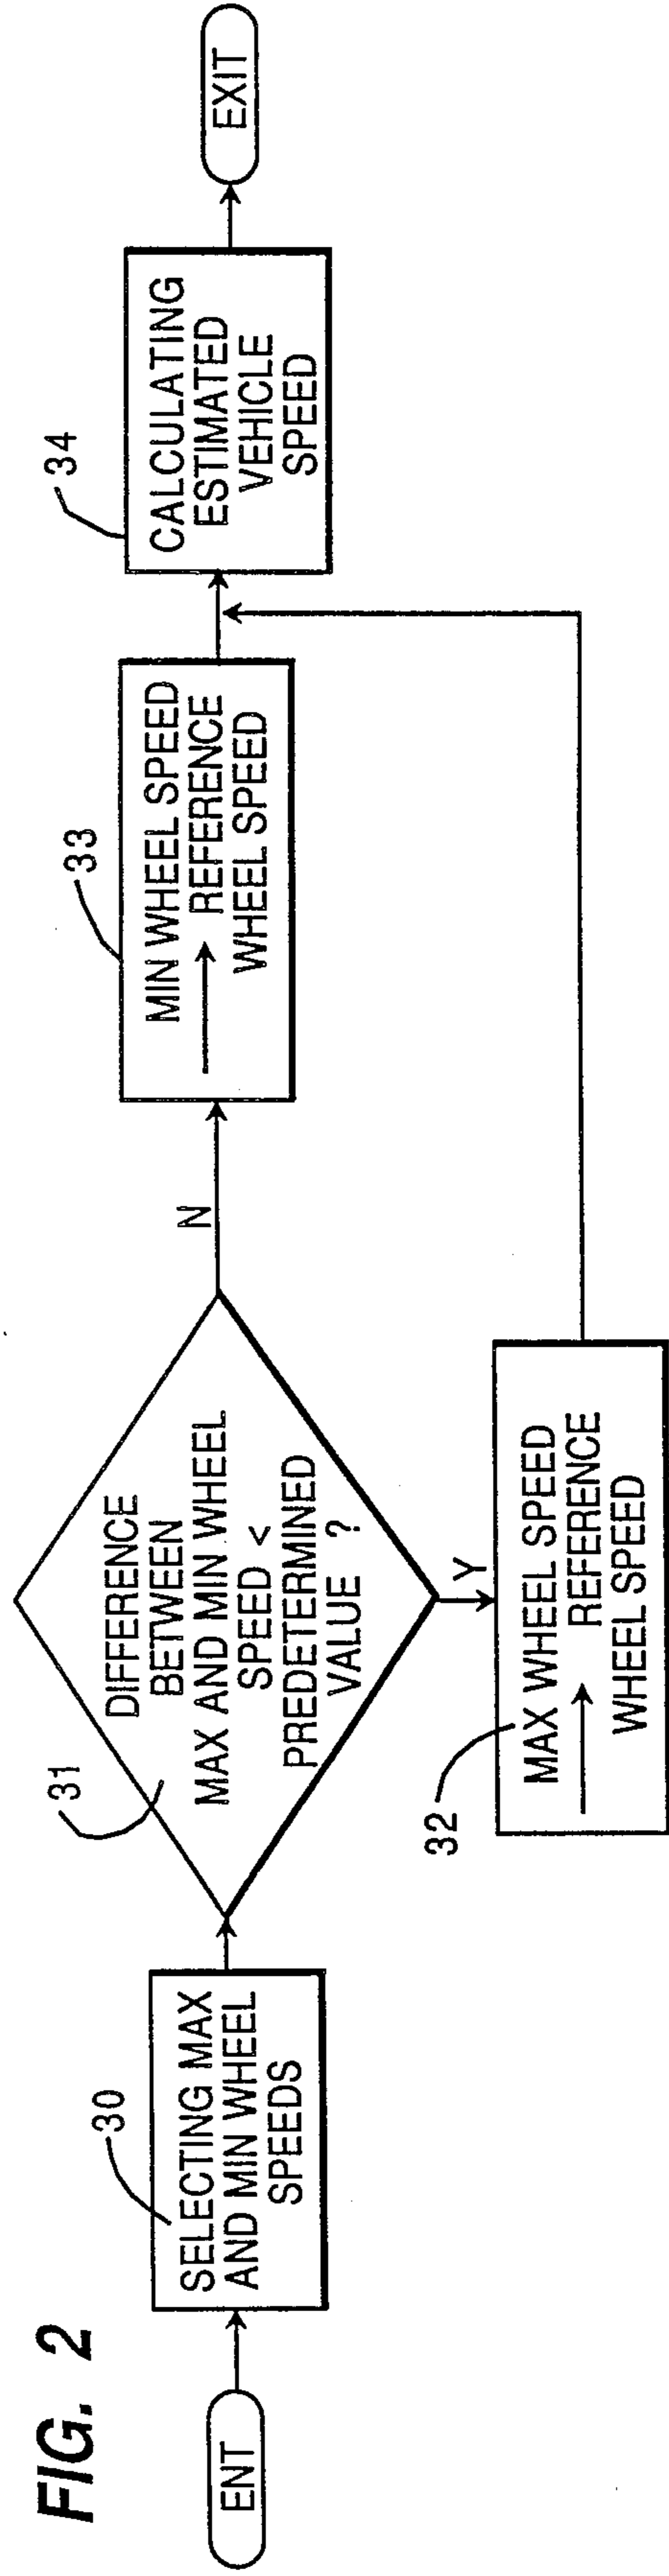 FIG. 2
ENT
30
SELECTING MAX
AND MIN WHEEL
SPEEDS
31
DIFFERENCE
BETWEEN
MAX AND MIN WHEEL
SPEED <
PREDETERMINED
VALUE ?
Y
N
32
MAX WHEEL SPEED
REFERENCE
WHEEL SPEED
33
MIN WHEEL SPEED
REFERENCE
WHEEL SPEED
34
CALCULATING
ESTIMATED
VEHICLE
SPEED
EXIT